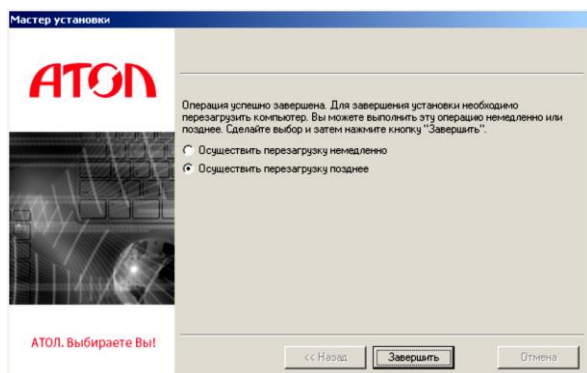 Мастер установки
АТОЛ
Операция успешно завершена. Для завершения установки необходимо
перезагрузить компьютер. Вы можете выполнить эту операцию немедленно или
позднее. Сделайте выбор и затем нажмите кнопку "Завершить".
Осуществить перезагрузку немедленно
Осуществить перезагрузку позднее
АТОЛ. Выбираете Вы!
<< Назад
Завершить
Отмена